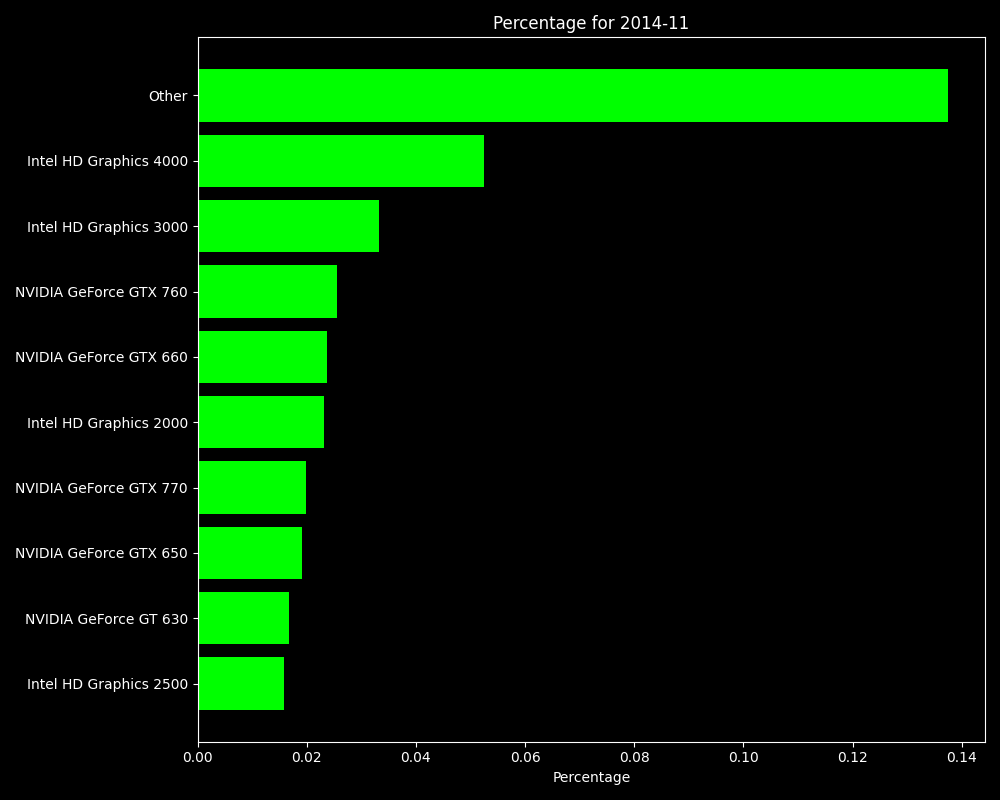 Percentage for 2014-11
Other
Intel HD Graphics 4000
Intel HD Graphics 3000
NVIDIA GeForce GTX 760
NVIDIA GeForce GTX 660
Intel HD Graphics 2000
NVIDIA GeForce GTX 770
NVIDIA GeForce GTX 650
NVIDIA GeForce GT 630
Intel HD Graphics 2500
0.00 0.02 0.04 0.06 0.08 0.10 0.12 0.14
Percentage